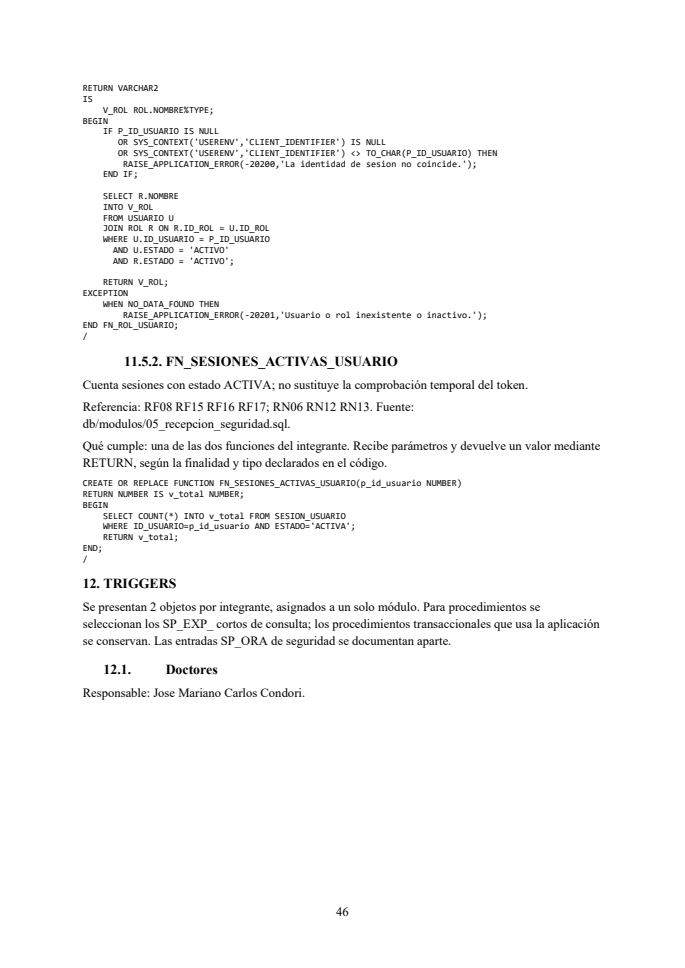 RETURN VARCHAR2
IS
    V_ROL ROL.NOMBRE%TYPE;
BEGIN
    IF P_ID_USUARIO IS NULL
       OR SYS_CONTEXT('USERENV','CLIENT_IDENTIFIER') IS NULL
       OR SYS_CONTEXT('USERENV','CLIENT_IDENTIFIER') <> TO_CHAR(P_ID_USUARIO) THEN
        RAISE_APPLICATION_ERROR(-20200,'La identidad de sesion no coincide.');
    END IF;

    SELECT R.NOMBRE
    INTO V_ROL
    FROM USUARIO U
    JOIN ROL R ON R.ID_ROL = U.ID_ROL
    WHERE U.ID_USUARIO = P_ID_USUARIO
      AND U.ESTADO = 'ACTIVO'
      AND R.ESTADO = 'ACTIVO';

    RETURN V_ROL;
EXCEPTION
    WHEN NO_DATA_FOUND THEN
        RAISE_APPLICATION_ERROR(-20201,'Usuario o rol inexistente o inactivo.');
END FN_ROL_USUARIO;
/
11.5.2. FN_SESIONES_ACTIVAS_USUARIO
Cuenta sesiones con estado ACTIVA; no sustituye la comprobación temporal del token.
Referencia: RF08 RF15 RF16 RF17; RN06 RN12 RN13. Fuente:
db/modulos/05_recepcion_seguridad.sql.
Qué cumple: una de las dos funciones del integrante. Recibe parámetros y devuelve un valor mediante
RETURN, según la finalidad y tipo declarados en el código.
CREATE OR REPLACE FUNCTION FN_SESIONES_ACTIVAS_USUARIO(p_id_usuario NUMBER)
RETURN NUMBER IS v_total NUMBER;
BEGIN
    SELECT COUNT(*) INTO v_total FROM SESION_USUARIO
    WHERE ID_USUARIO=p_id_usuario AND ESTADO='ACTIVA';
    RETURN v_total;
END;
/
12. TRIGGERS
Se presentan 2 objetos por integrante, asignados a un solo módulo. Para procedimientos se
seleccionan los SP_EXP_ cortos de consulta; los procedimientos transaccionales que usa la aplicación
se conservan. Las entradas SP_ORA de seguridad se documentan aparte.
12.1. Doctores
Responsable: Jose Mariano Carlos Condori.
46